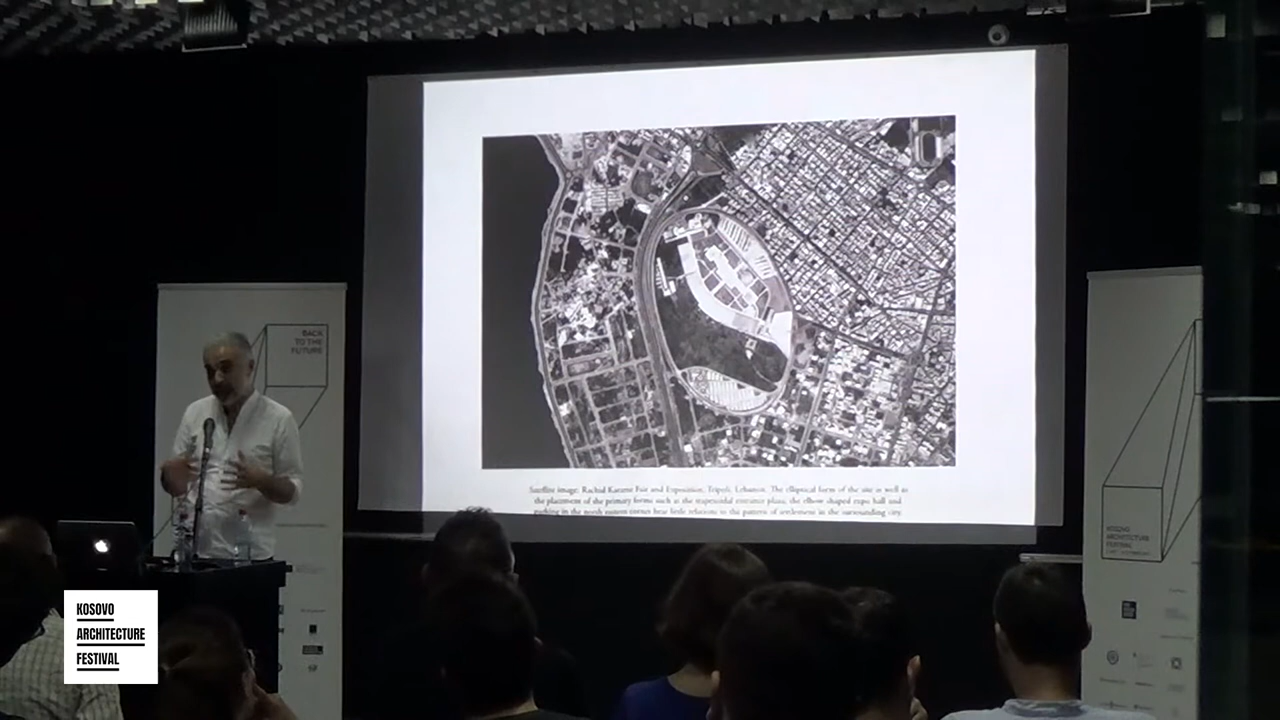 BACK
TO THE
FUTURE
Satellite image: Rachid Karame Fair and Exposition, Tripoli, Lebanon. The elliptical form of the site as well as
the placement of the primary forms such as the trapezoidal entrance plaza, the elbow shaped expo hall and
parking in the north eastern corner bear little relations to the pattern of settlement in the surrounding city.
KOSOVO
ARCHITECTURE
FESTIVAL
KOSOVO
ARCHITECTURE
FESTIVAL